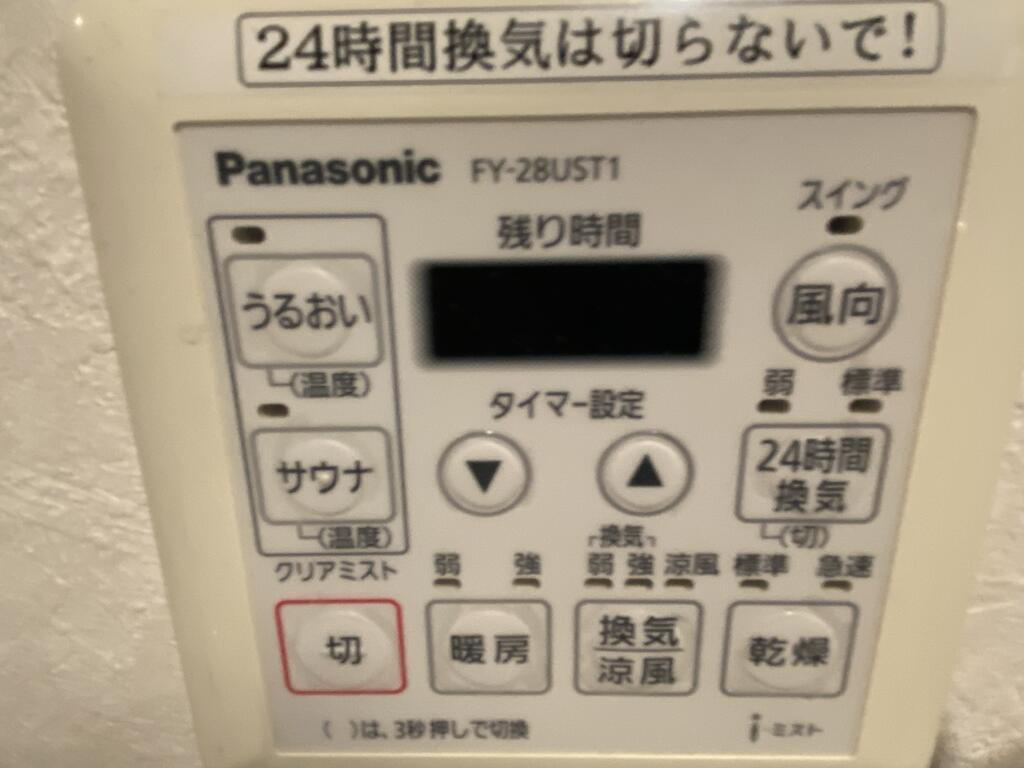 24時間換気は切らないで!
Panasonic FY-28UST1
スイング
残り時間
うるおい
(温度)
サウナ
(温度)
クリアミスト
風向
タイマー設定
▼ ▲
弱 標準
24時間
換気
(切)
弱 強
「換気」
弱 強 涼風
標準 急速
切
暖房
換気
涼風
乾燥
( )は、3秒押しで切換
i-ミスト